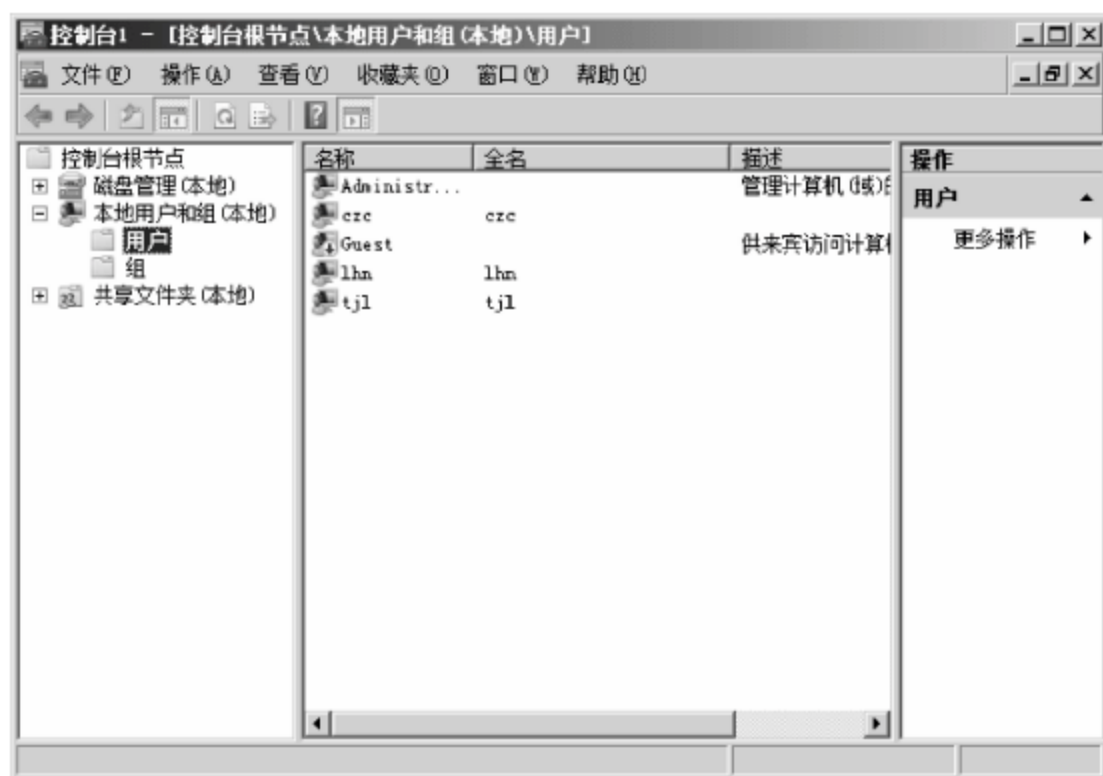 控制台1 - [控制台根节点\本地用户和组(本地)\用户]
文件(F) 操作(A) 查看(V) 收藏夹(O) 窗口(W) 帮助(H)
控制台根节点
磁盘管理(本地)
本地用户和组(本地)
用户
组
共享文件夹(本地)
名称 全名 描述
Administr... 管理计算机(域)的
czc czc
Guest 供来宾访问计算机
lhn lhn
tjl tjl
操作
用户
更多操作